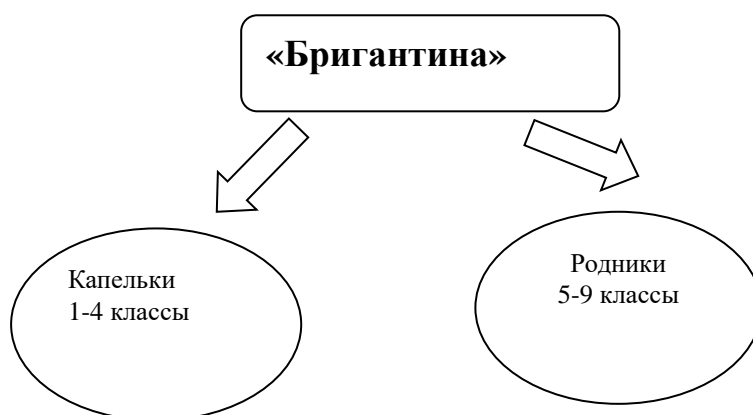 «Бригантина»
Капельки
1-4 классы
Родники
5-9 классы